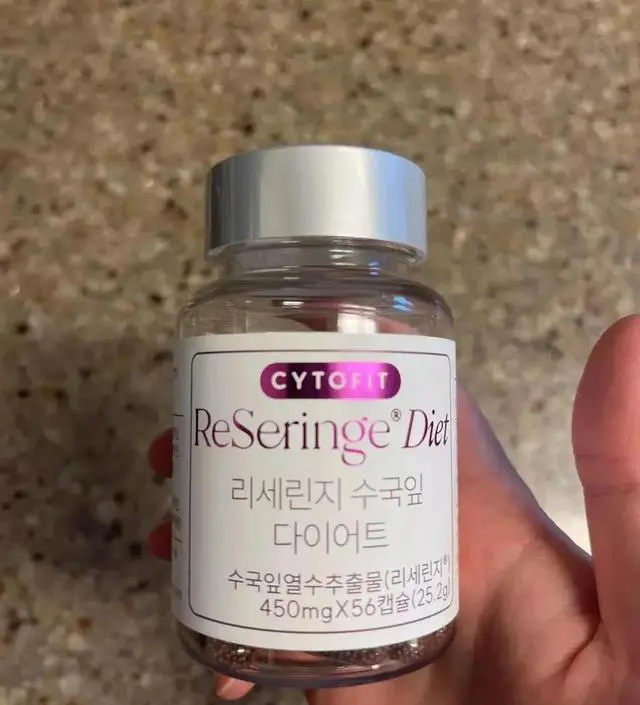 CYTOFIT
ReSeringe® Diet
리세린지 수국잎
다이어트
수국잎열수추출물(리세린지®)
450mgX56캡슐(25.2g)